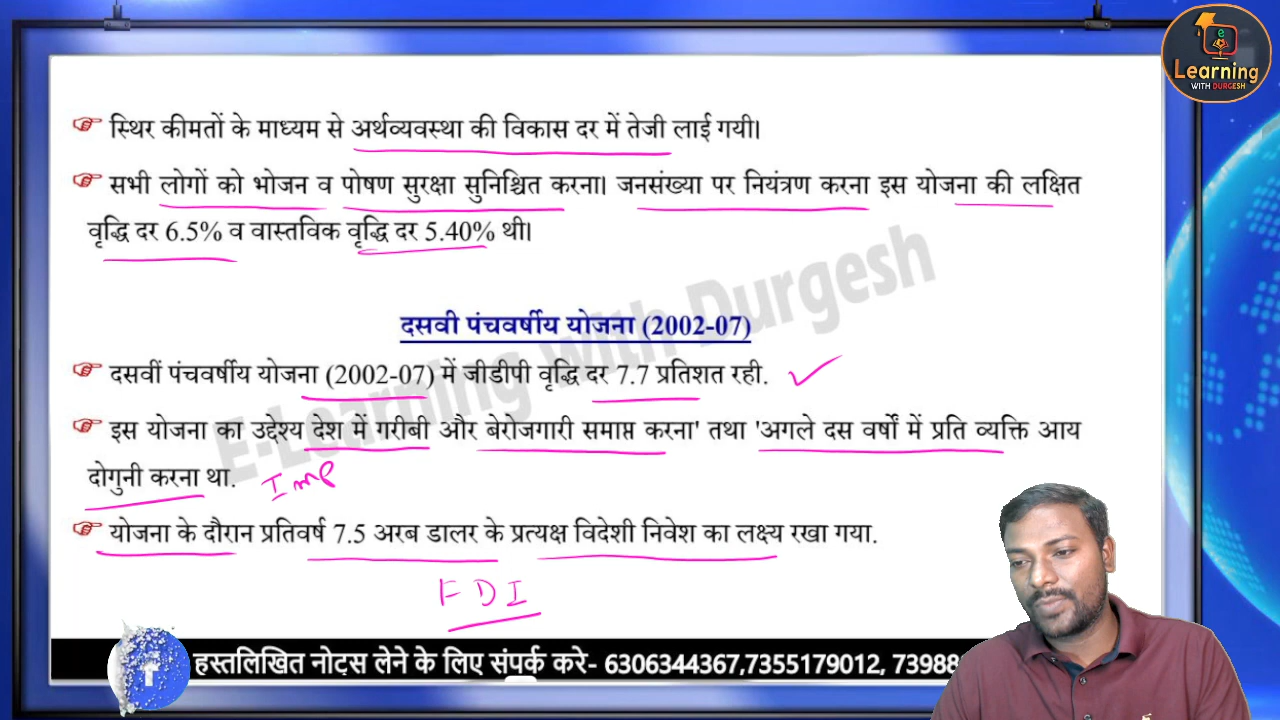 e
Learning
WITH DURGESH
स्थिर कीमतों के माध्यम से अर्थव्यवस्था की विकास दर में तेजी लाई गयी।
सभी लोगों को भोजन व पोषण सुरक्षा सुनिश्चित करना। जनसंख्या पर नियंत्रण करना इस योजना की लक्षित
वृद्धि दर 6.5% व वास्तविक वृद्धि दर 5.40% थी।
E-Learning with Durgesh
दसवी पंचवर्षीय योजना (2002-07)
दसवीं पंचवर्षीय योजना (2002-07) में जीडीपी वृद्धि दर 7.7 प्रतिशत रही.
इस योजना का उद्देश्य देश में गरीबी और बेरोजगारी समाप्त करना' तथा 'अगले दस वर्षों में प्रति व्यक्ति आय
दोगुनी करना था.
Imp
योजना के दौरान प्रतिवर्ष 7.5 अरब डालर के प्रत्यक्ष विदेशी निवेश का लक्ष्य रखा गया.
FDI
हस्तलिखित नोट्स लेने के लिए संपर्क करे- 6306344367,7355179012, 73988